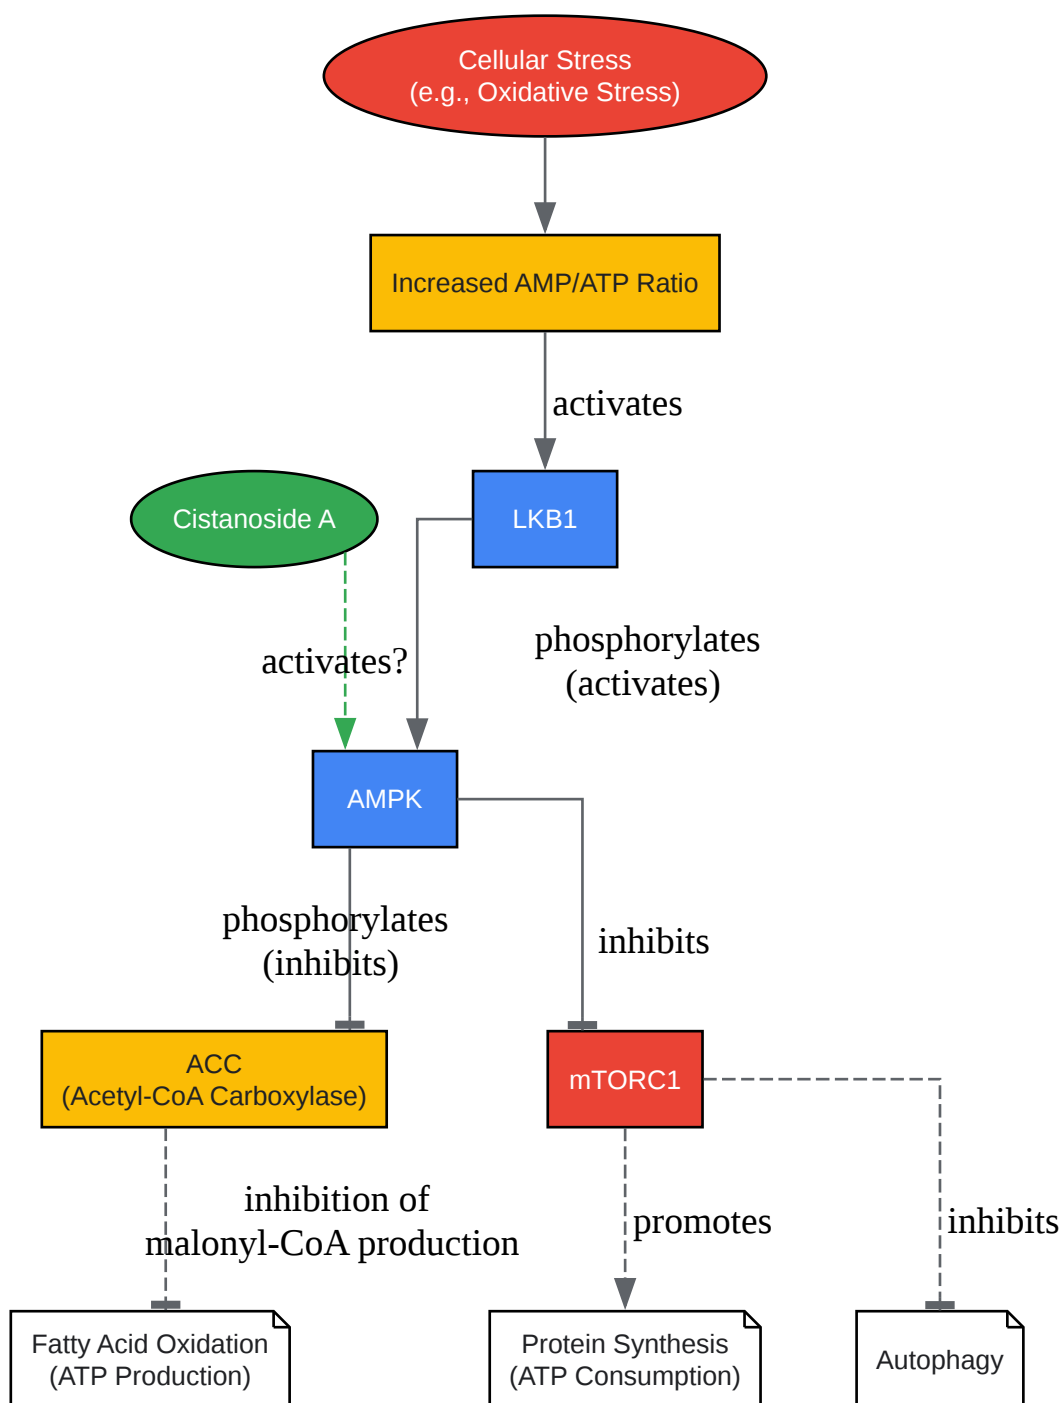 Cellular Stress
(e.g., Oxidative Stress)
Increased AMP/ATP Ratio
activates
Cistanoside A
LKB1
activates?
phosphorylates
(activates)
AMPK
phosphorylates
(inhibits)
inhibits
ACC
(Acetyl-CoA Carboxylase)
mTORC1
inhibition of
malonyl-CoA production
promotes
inhibits
Fatty Acid Oxidation
(ATP Production)
Protein Synthesis
(ATP Consumption)
Autophagy